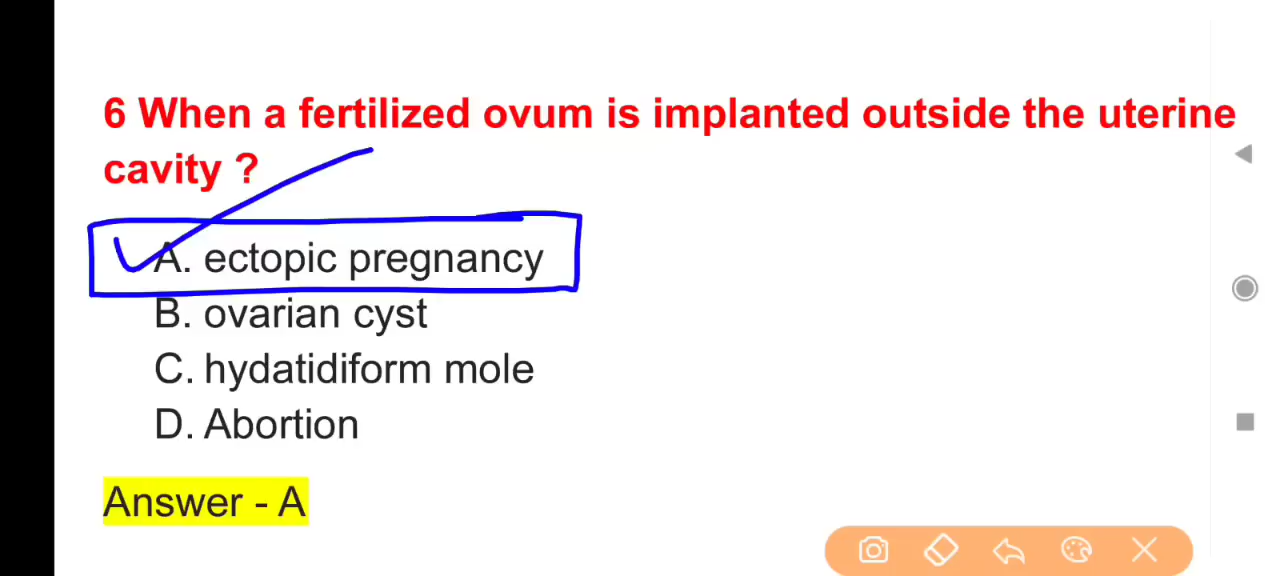 6 When a fertilized ovum is implanted outside the uterine
cavity ?
A. ectopic pregnancy
B. ovarian cyst
C. hydatidiform mole
D. Abortion
Answer - A